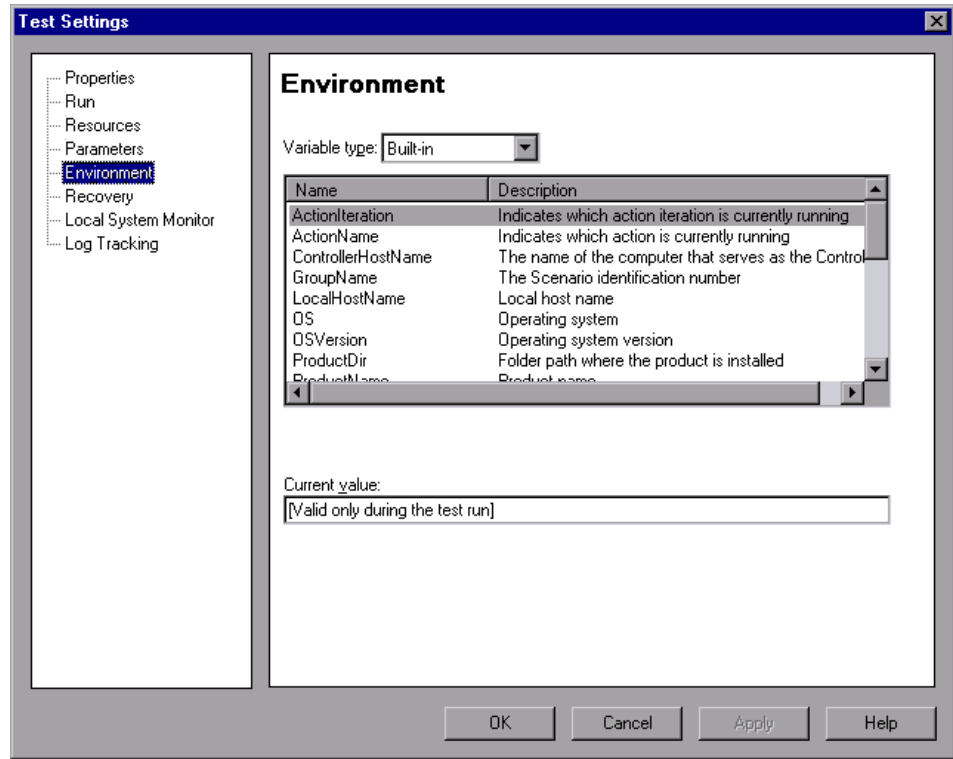 Test Settings
Properties
Run
Resources
Parameters
Environment
Recovery
Local System Monitor
Log Tracking
Environment
Variable type: Built-in
Name Description
ActionIteration Indicates which action iteration is currently running
ActionName Indicates which action is currently running
ControllerHostName The name of the computer that serves as the Control
GroupName The Scenario identification number
LocalHostName Local host name
OS Operating system
OSVersion Operating system version
ProductDir Folder path where the product is installed
ProductName Product name
Current value:
[Valid only during the test run]
OK Cancel Apply Help